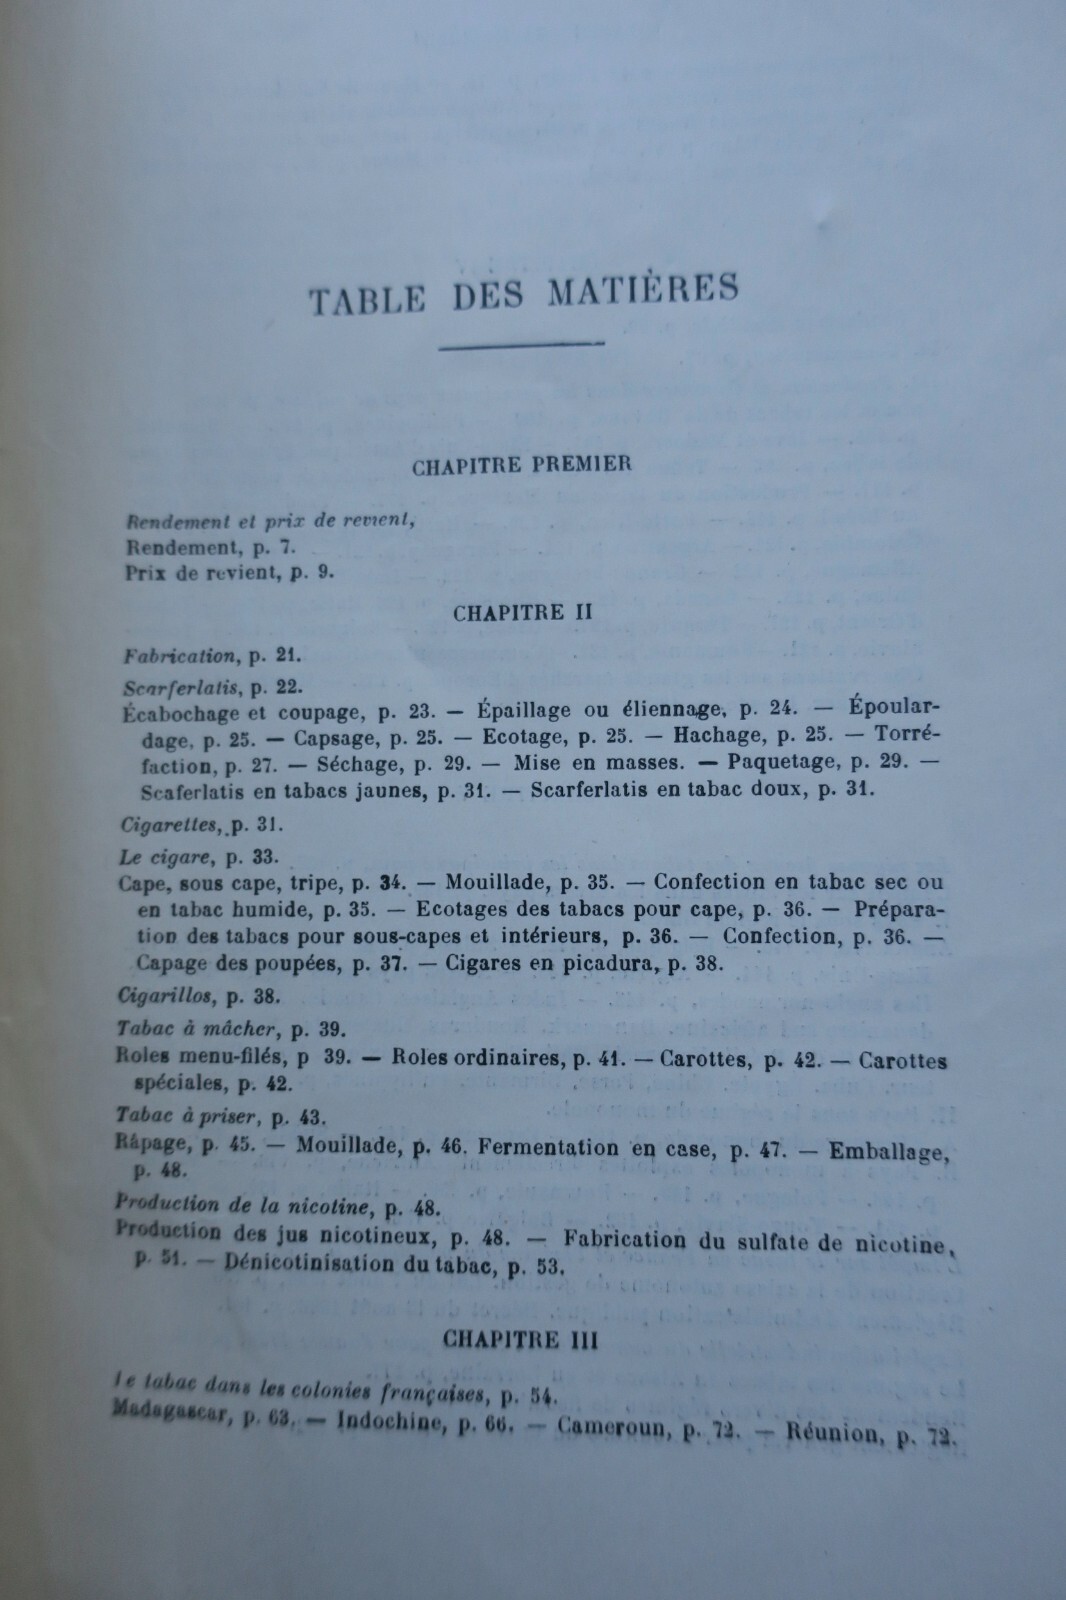 TABLE DES MATIÈRES
CHAPITRE PREMIER
Rendement et prix de revient,
Rendement, p. 7.
Prix de revient, p. 9.
CHAPITRE II
Fabrication, p. 21.
Scarferlatis, p. 22.
Écabochage et coupage, p. 23. — Épaillage ou éliennage, p. 24. — Époular-
dage, p. 25. — Capsage, p. 25. — Ecotage, p. 25. — Hachage, p. 25. — Torré-
faction, p. 27. — Séchage, p. 29. — Mise en masses. — Paquetage, p. 29. —
Scaferlatis en tabacs jaunes, p. 31. — Scarferlatis en tabac doux, p. 31.
Cigarettes, p. 31.
Le cigare, p. 33.
Cape, sous cape, tripe, p. 34. — Mouillade, p. 35. — Confection en tabac sec ou
en tabac humide, p. 35. — Ecotages des tabacs pour cape, p. 36. — Prépara-
tion des tabacs pour sous-capes et intérieurs, p. 36. — Confection, p. 36. —
Capage des poupées, p. 37. — Cigares en picadura, p. 38.
Cigarillos, p. 38.
Tabac à mâcher, p. 39.
Roles menu-filés, p 39. — Roles ordinaires, p. 41. — Carottes, p. 42. — Carottes
spéciales, p. 42.
Tabac à priser, p. 43.
Râpage, p. 45. — Mouillade, p. 46. Fermentation en case, p. 47. — Emballage,
p. 48.
Production de la nicotine, p. 48.
Production des jus nicotineux, p. 48. — Fabrication du sulfate de nicotine,
p. 51. — Dénicotinisation du tabac, p. 53.
CHAPITRE III
Le tabac dans les colonies françaises, p. 54.
Madagascar, p. 63. — Indochine, p. 66. — Cameroun, p. 72. — Réunion, p. 72.